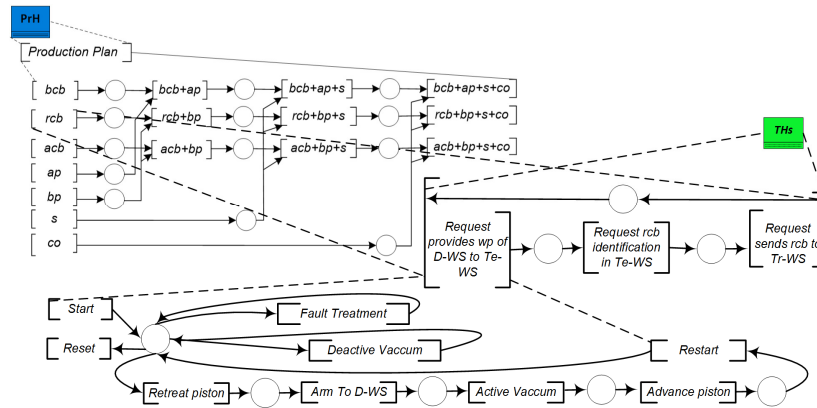 PrH
Production Plan
bcb
bcb+ap
bcb+ap+s
bcb+ap+s+co
rcb
rcb+bp
rcb+bp+s
rcb+bp+s+co
acb
acb+bp
acb+bp+s
acb+bp+s+co
ap
bp
s
co
THs
Request
provides wp of
D-WS to Te-
WS
Request rcb
identification
in Te-WS
Request
sends rcb to
Tr-WS
Start
Fault Treatment
Reset
Deactive Vaccum
Restart
Retreat piston
Arm To D-WS
Active Vaccum
Advance piston